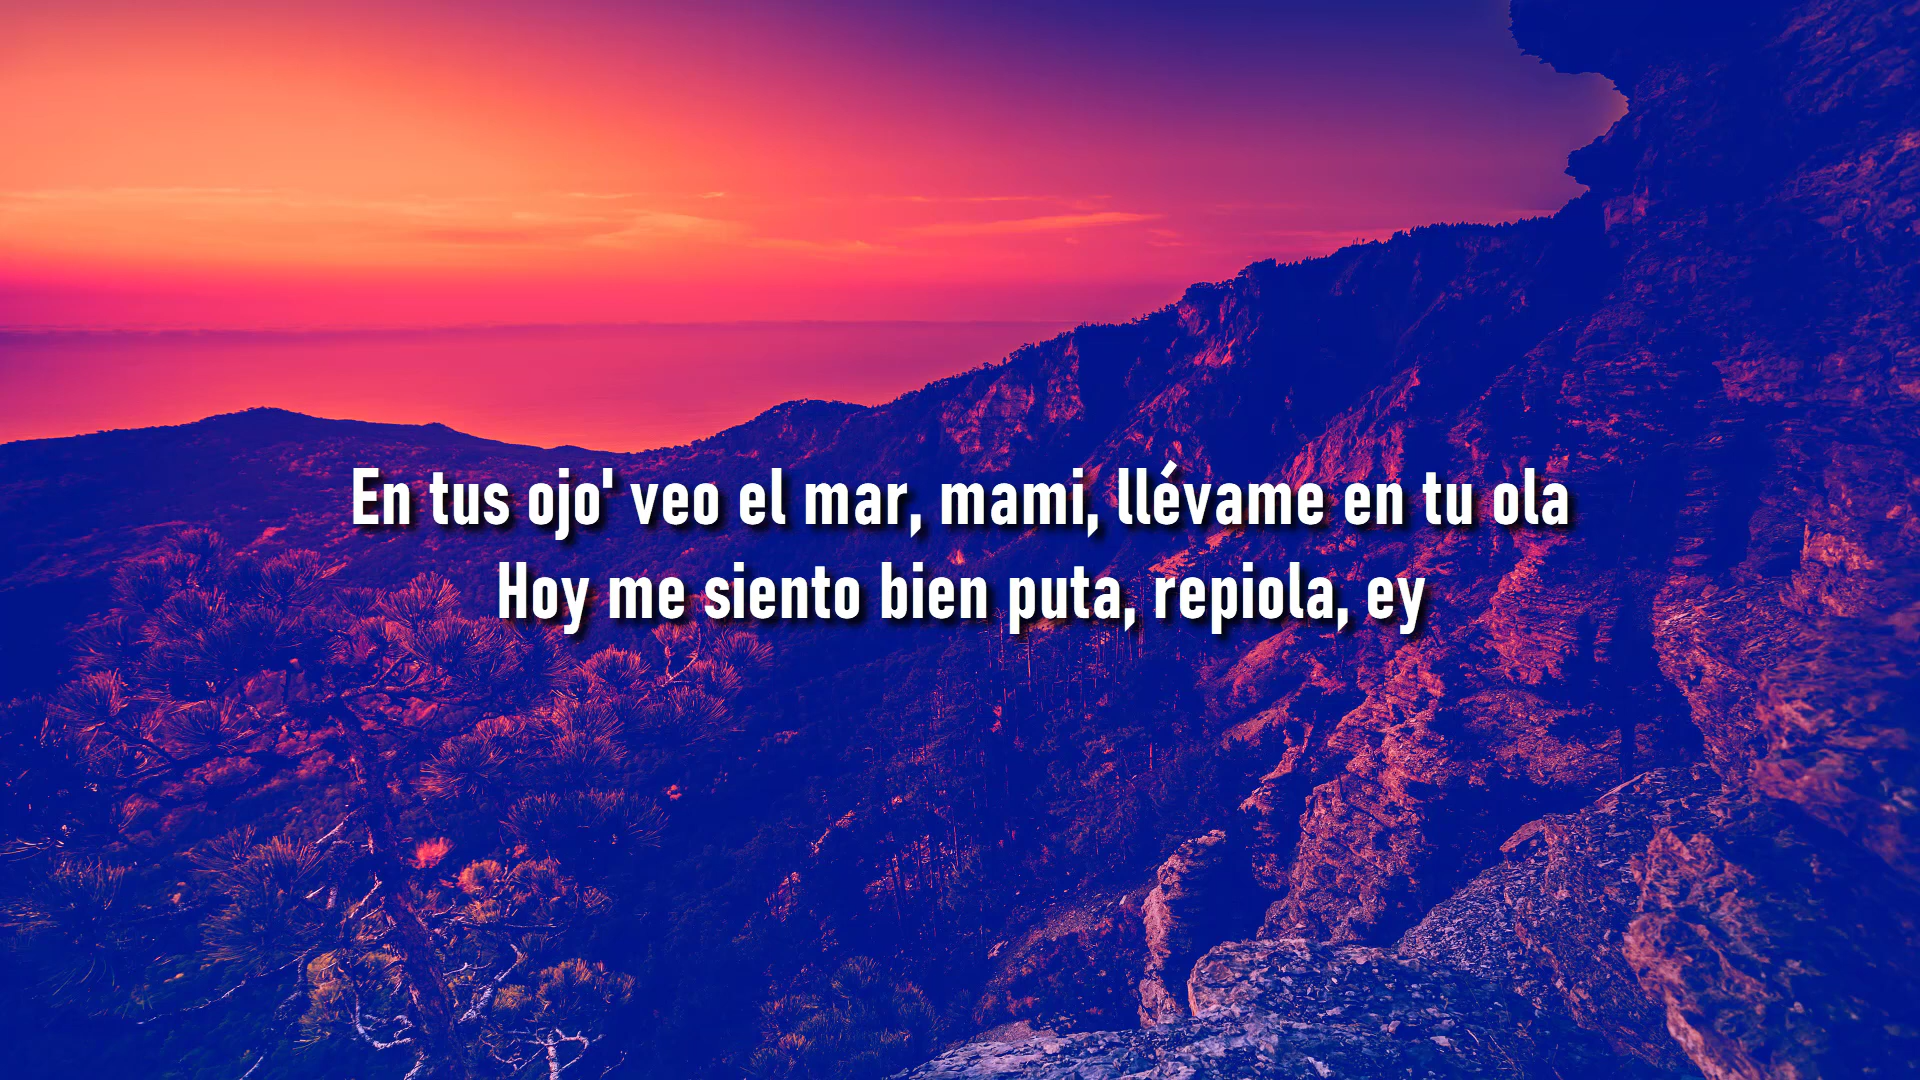 En tus ojo' veo el mar, mami, llévame en tu ola
Hoy me siento bien puta, repiola, ey